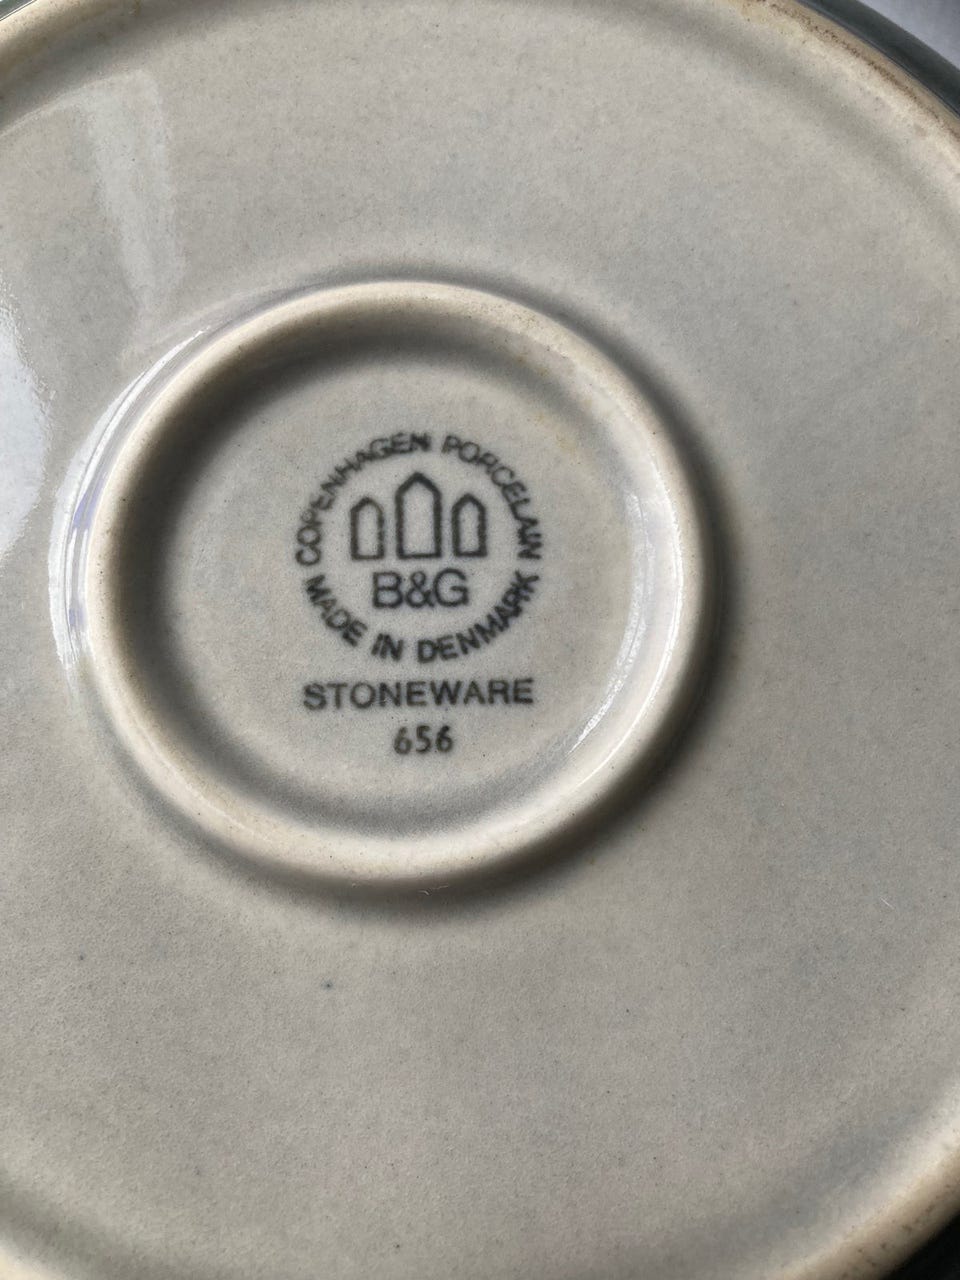 COPENHAGEN PORCELAIN
B&G
MADE IN DENMARK
STONEWARE
656